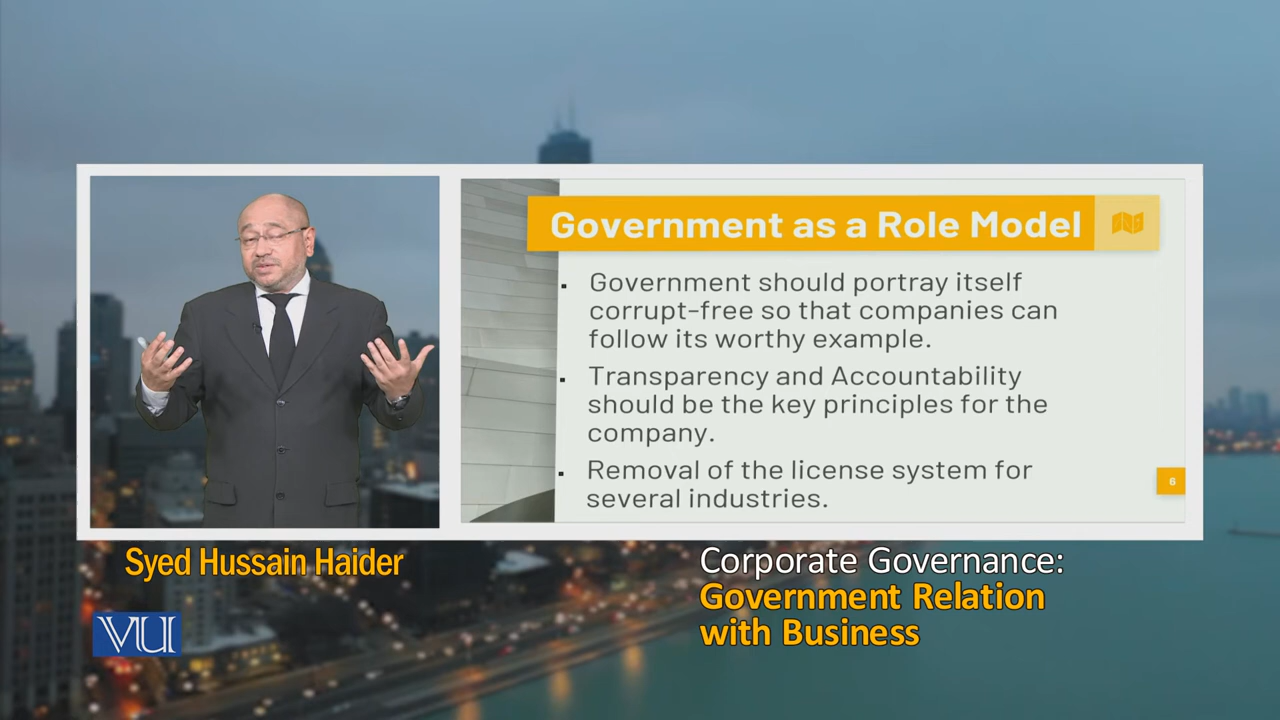 Government as a Role Model
▪ Government should portray itself
corrupt-free so that companies can
follow its worthy example.
▪ Transparency and Accountability
should be the key principles for the
company.
▪ Removal of the license system for
several industries.
6
Syed Hussain Haider
Corporate Governance:
Government Relation
with Business
VU